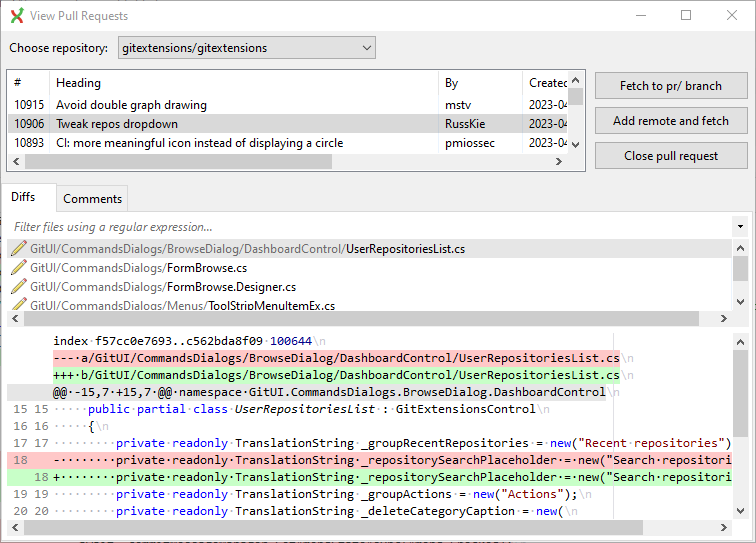 View Pull Requests
Choose repository: gitextensions/gitextensions
# Heading By Created
10915 Avoid double graph drawing mstv 2023-04
10906 Tweak repos dropdown RussKie 2023-04
10893 CI: more meaningful icon instead of displaying a circle pmiossec 2023-04
Fetch to pr/ branch
Add remote and fetch
Close pull request
Diffs Comments
Filter files using a regular expression...
GitUI/CommandsDialogs/BrowseDialog/DashboardControl/UserRepositoriesList.cs
GitUI/CommandsDialogs/FormBrowse.cs
GitUI/CommandsDialogs/FormBrowse.Designer.cs
GitUI/CommandsDialogs/Menus/ToolStripMenuItemEx.cs
index f57cc0e7693..c562bda8f09 100644\n
---·a/GitUI/CommandsDialogs/BrowseDialog/DashboardControl/UserRepositoriesList.cs\n
+++·b/GitUI/CommandsDialogs/BrowseDialog/DashboardControl/UserRepositoriesList.cs\n
@@·-15,7·+15,7·@@·namespace·GitUI.CommandsDialogs.BrowseDialog.DashboardControl\n
15 15 ·····public·partial·class·UserRepositoriesList·:·GitExtensionsControl\n
16 16 ·····{\n
17 17 ·········private·readonly·TranslationString·_groupRecentRepositories·=·new("Recent·repositories")
18 -·········private·readonly·TranslationString·_repositorySearchPlaceholder·=·new("Search·repositori
18 +·········private·readonly·TranslationString·_repositorySearchPlaceholder·=·new("Search·repositori
19 19 ·········private·readonly·TranslationString·_groupActions·=·new("Actions");\n
20 20 ·········private·readonly·TranslationString·_deleteCategoryCaption·=·new(\n